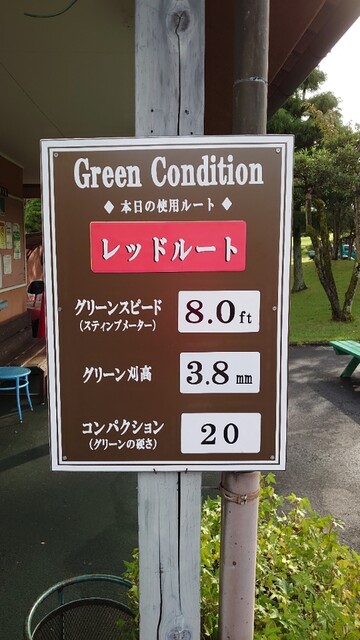 Green Condition
◆ 本日の使用ルート ◆
レッドルート
グリーンスピード
(スティンプメーター)
8.0ft
グリーン刈高
3.8mm
コンパクション
(グリーンの硬さ)
20